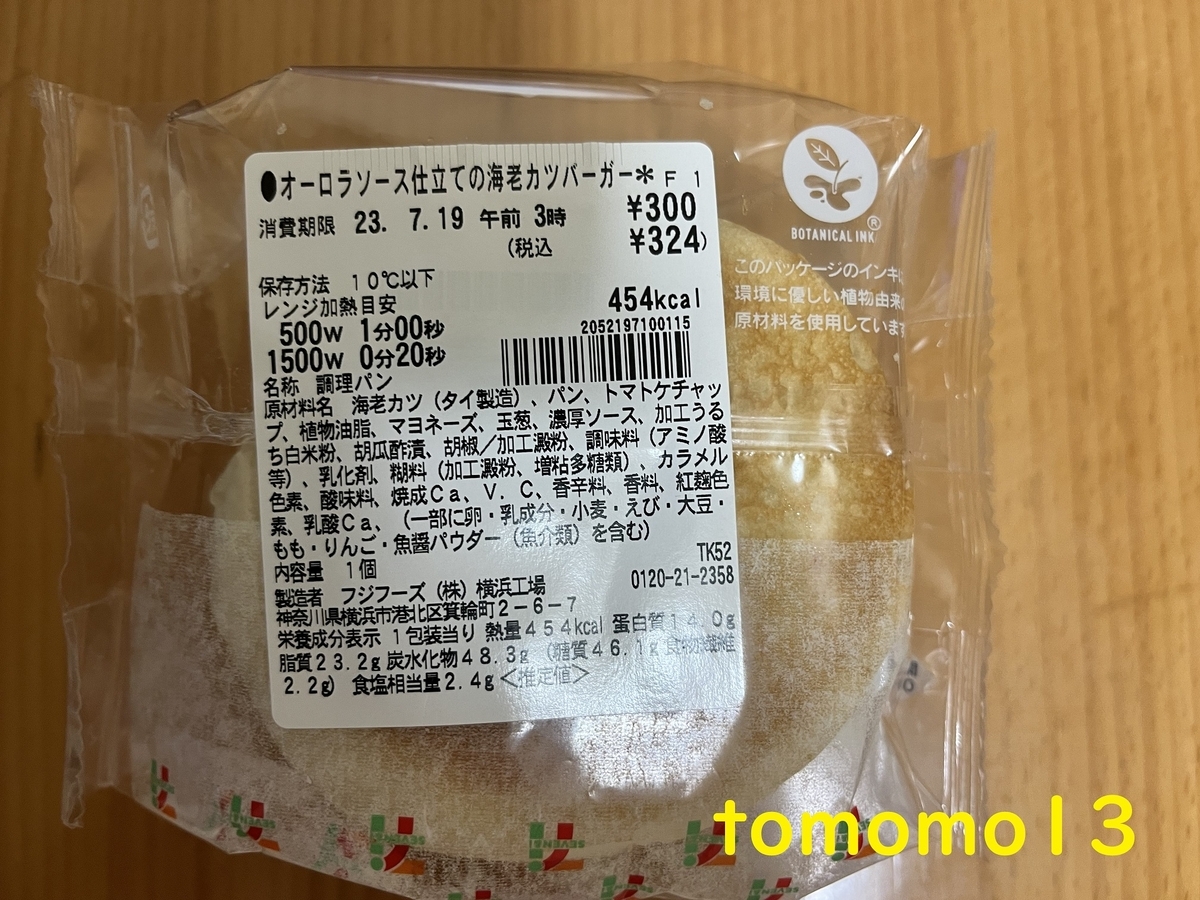 ●オーロラソース仕立ての海老カツバーガー＊ F 1
消費期限 23. 7.19 午前 3時 ¥300
(税込 ¥324)
保存方法 10℃以下
レンジ加熱目安 454kcal
500w 1分00秒 2052197100115
1500w 0分20秒
名称 調理パン
原材料名 海老カツ（タイ製造）、パン、トマトケチャッ
プ、植物油脂、マヨネーズ、玉葱、濃厚ソース、加工うる
ち白米粉、胡瓜酢漬、胡椒／加工澱粉、調味料（アミノ酸
等）、乳化剤、糊料（加工澱粉、増粘多糖類）、カラメル
色素、酸味料、焼成Ｃａ、Ｖ．Ｃ、香辛料、香料、紅麹色
素、乳酸Ｃａ、（一部に卵・乳成分・小麦・えび・大豆・
もも・りんご・魚醤パウダー（魚介類）を含む）
内容量 １個 TK52
製造者 フジフーズ（株）横浜工場 0120-21-2358
神奈川県横浜市港北区箕輪町２－６－７
栄養成分表示 １包装当り 熱量４５４kcal 蛋白質１４.０g
脂質２３.２g 炭水化物４８.３g （糖質４６.１g 食物繊維
２.２g） 食塩相当量２.４g＜推定値＞
BOTANICAL INK®
このパッケージのインキは
環境に優しい植物由来の
原材料を使用しています
tomomo13